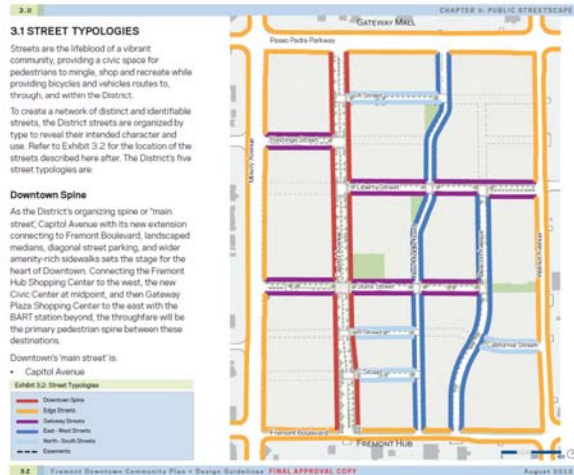 3.0
CHAPTER 3: PUBLIC STREETSCAPE
3.1 STREET TYPOLOGIES
Streets are the lifeblood of a vibrant
community, providing a civic space for
pedestrians to mingle, shop and recreate while
providing bicycles and vehicles routes to,
through, and within the District.
To create a network of distinct and identifiable
streets, the District streets are organized by
type to reveal their intended character and
use. Refer to Exhibit 3.2 for the location of the
streets described here after. The District's five
street typologies are:
Downtown Spine
As the District's organizing spine or "main
street', Capitol Avenue with its new extension
connecting to Fremont Boulevard, landscaped
medians, diagonal street parking, and wider
amenity-rich sidewalks sets the stage for the
heart of Downtown. Connecting the Fremont
Hub Shopping Center to the west, the new
Civic Center at midpoint, and then Gateway
Plaza Shopping Center to the east with the
BART station beyond, the throughfare will be
the primary pedestrian spine between these
destinations.
Downtown's 'main street' is:
• Capitol Avenue
Exhibit 3.2: Street Typologies
Downtown Spine
Edge Streets
Gateway Streets
East - West Streets
North - South Streets
Easements
GATEWAY MALL
Paseo Padre Parkway
Mowry Avenue
Hastings Street
Liberty Street
State Street
Walnut Avenue
California Street
Fremont Boulevard
FREMONT HUB
3-2
Fremont Downtown Community Plan + Design Guidelines FINAL APPROVAL COPY
August 2012